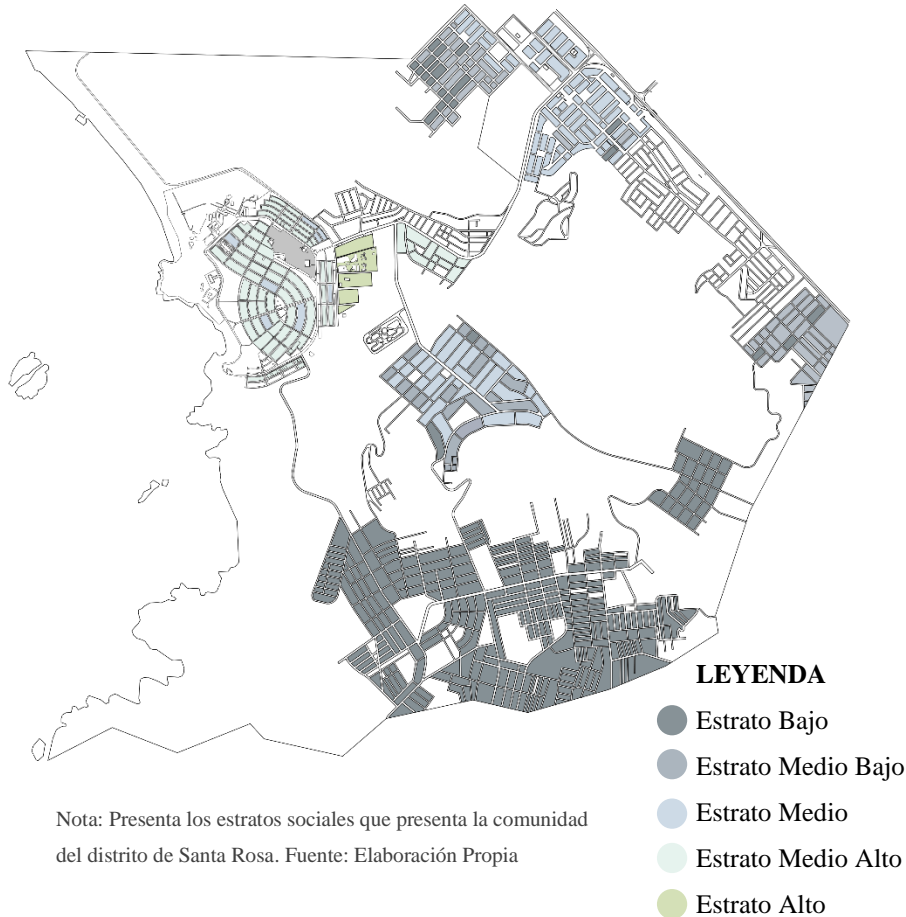 LEYENDA
Estrato Bajo
Estrato Medio Bajo
Estrato Medio
Estrato Medio Alto
Estrato Alto
Nota: Presenta los estratos sociales que presenta la comunidad
del distrito de Santa Rosa. Fuente: Elaboración Propia